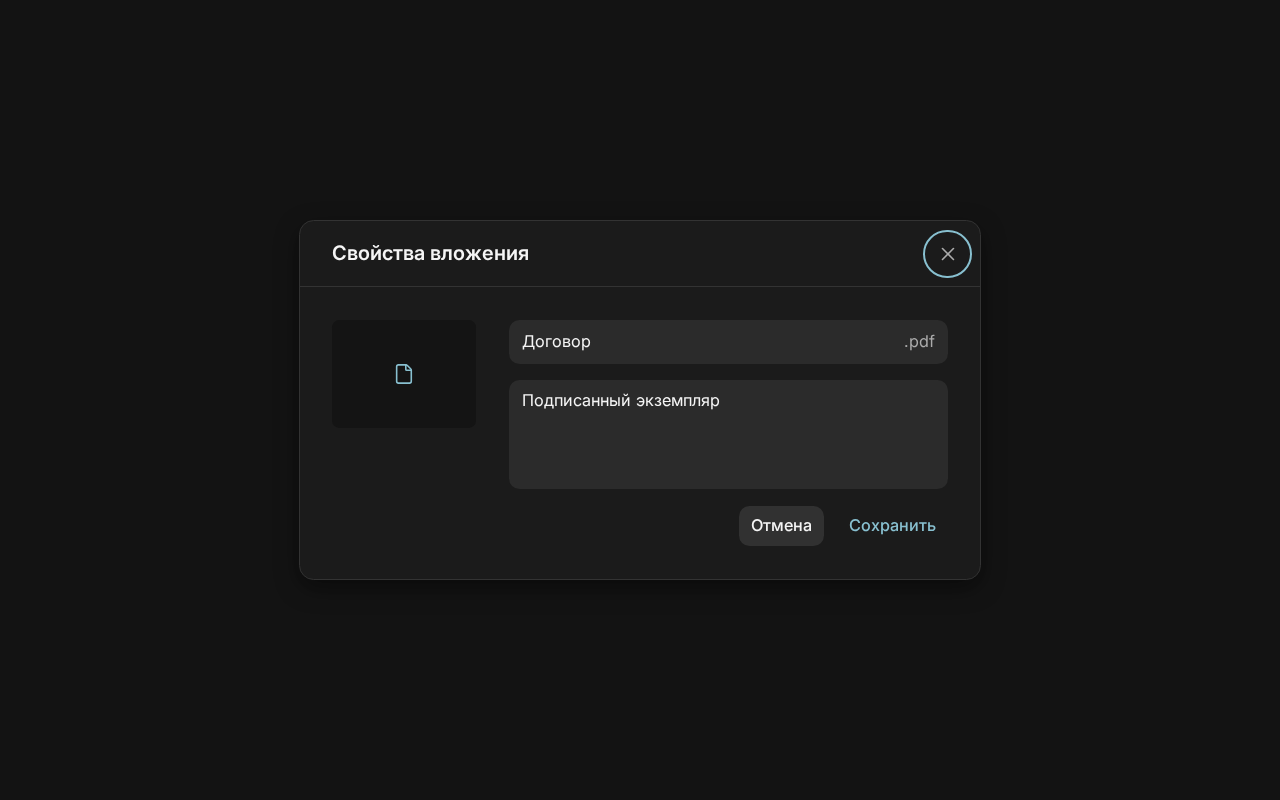 Свойства вложения
Договор .pdf
Подписанный экземпляр
Отмена Сохранить